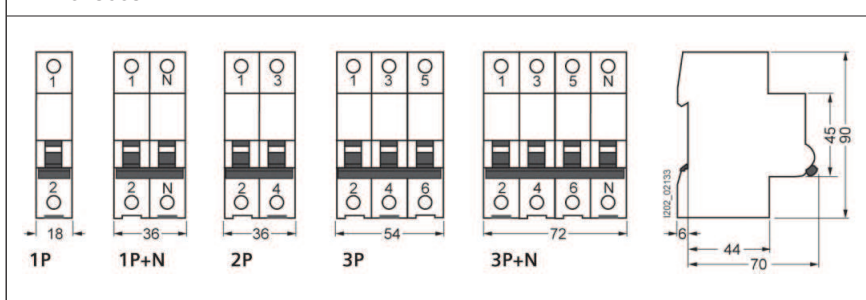 1 1 N 1 3 1 3 5 1 3 5 N
45
90
2 2 N 2 4 2 4 6 2 4 6 N
I202_02133
18 36 36 54 72 6
44
70
1P 1P+N 2P 3P 3P+N